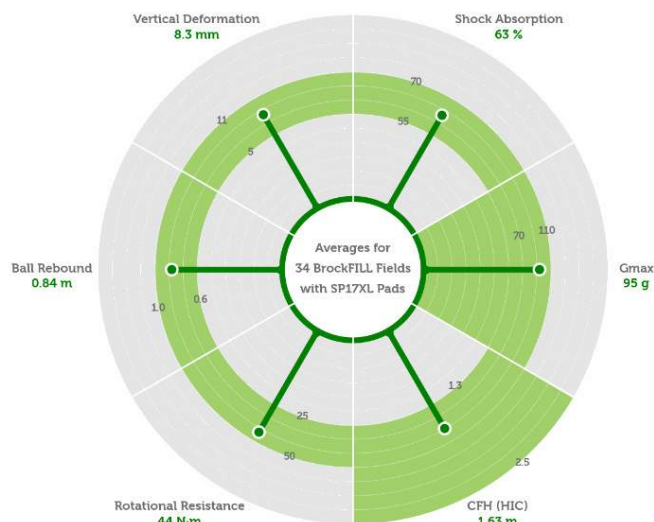 Vertical Deformation
8.3 mm
Shock Absorption
63 %
70
55
11
5
70
110
Averages for
34 BrockFILL Fields
with SP17XL Pads
Ball Rebound
0.84 m
Gmax
95 g
1.0
0.6
1.3
25
50
2.5
Rotational Resistance
44 N·m
CFH (HIC)
1.63 m